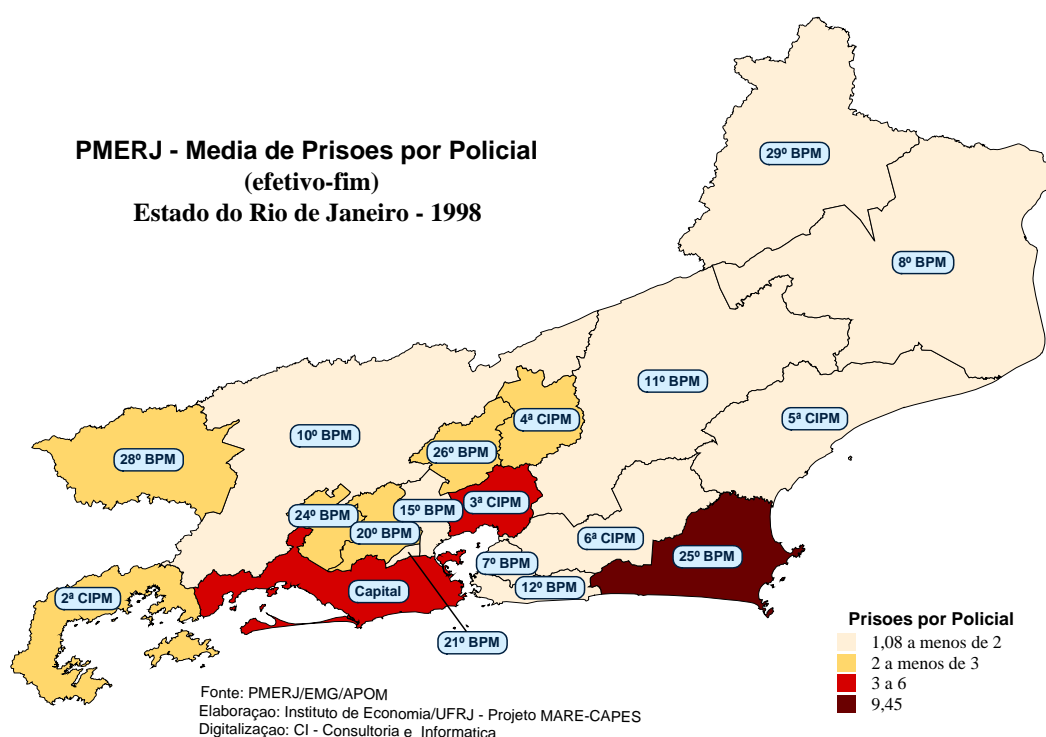 PMERJ - Media de Prisoes por Policial
(efetivo-fim)
Estado do Rio de Janeiro - 1998
29º BPM
8º BPM
11º BPM
5ª CIPM
4ª CIPM
10º BPM
26º BPM
28º BPM
3ª CIPM
24º BPM
15º BPM
20º BPM
6ª CIPM
25º BPM
7º BPM
12º BPM
Capital
2ª CIPM
21º BPM
Prisoes por Policial
1,08 a menos de 2
2 a menos de 3
3 a 6
9,45
Fonte: PMERJ/EMG/APOM
Elaboraçao: Instituto de Economia/UFRJ - Projeto MARE-CAPES
Digitalizaçao: CI - Consultoria e Informatica